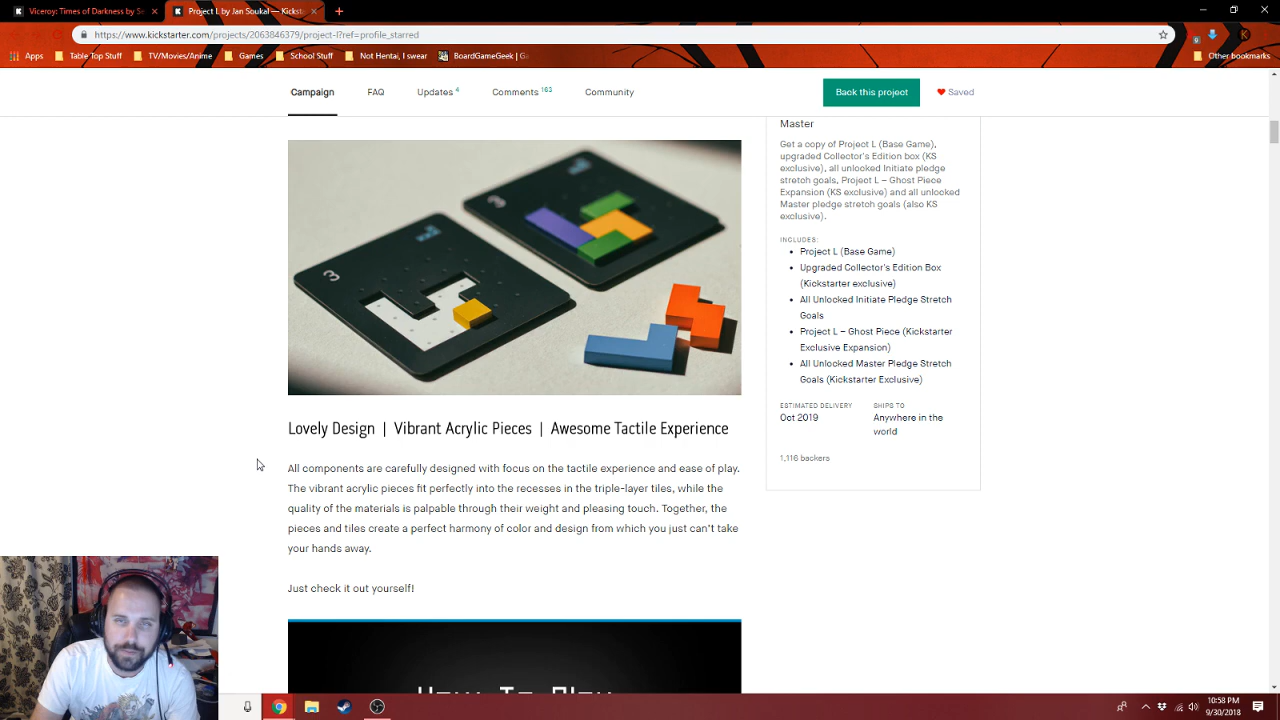 Viceroy: Times of Darkness by Se
Project L by Jan Soukal — Kicksta
https://www.kickstarter.com/projects/2063846379/project-l?ref=profile_starred
Apps
Table Top Stuff
TV/Movies/Anime
Games
School Stuff
Not Hentai, I swear
BoardGameGeek | Ga
Other bookmarks
Campaign
FAQ
Updates 4
Comments 163
Community
Back this project
Saved
3
3
Lovely Design | Vibrant Acrylic Pieces | Awesome Tactile Experience
All components are carefully designed with focus on the tactile experience and ease of play.
The vibrant acrylic pieces fit perfectly into the recesses in the triple-layer tiles, while the
quality of the materials is palpable through their weight and pleasing touch. Together, the
pieces and tiles create a perfect harmony of color and design from which you just can't take
your hands away.
Just check it out yourself!
How To Play
Master
Get a copy of Project L (Base Game),
upgraded Collector's Edition box (KS
exclusive), all unlocked Initiate pledge
stretch goals, Project L – Ghost Piece
Expansion (KS exclusive) and all unlocked
Master pledge stretch goals (also KS
exclusive).
INCLUDES:
Project L (Base Game)
Upgraded Collector's Edition Box
(Kickstarter exclusive)
All Unlocked Initiate Pledge Stretch
Goals
Project L – Ghost Piece (Kickstarter
Exclusive Expansion)
All Unlocked Master Pledge Stretch
Goals (Kickstarter Exclusive)
ESTIMATED DELIVERY
Oct 2019
SHIPS TO
Anywhere in the
world
1,116 backers
10:58 PM
9/30/2018